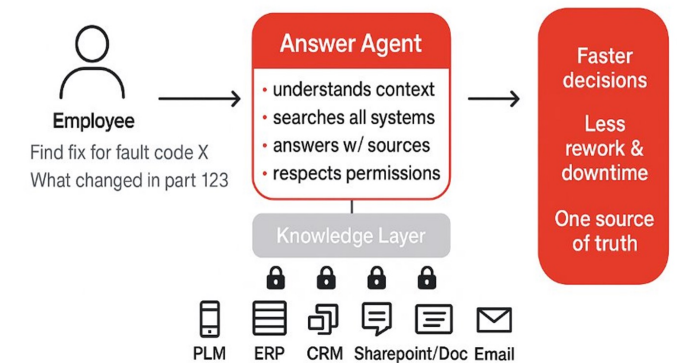 Employee
Find fix for fault code X
What changed in part 123
Answer Agent
• understands context
• searches all systems
• answers w/ sources
• respects permissions
Knowledge Layer
PLM
ERP
CRM
Sharepoint/Doc
Email
Faster
decisions
Less
rework &
downtime
One source
of truth